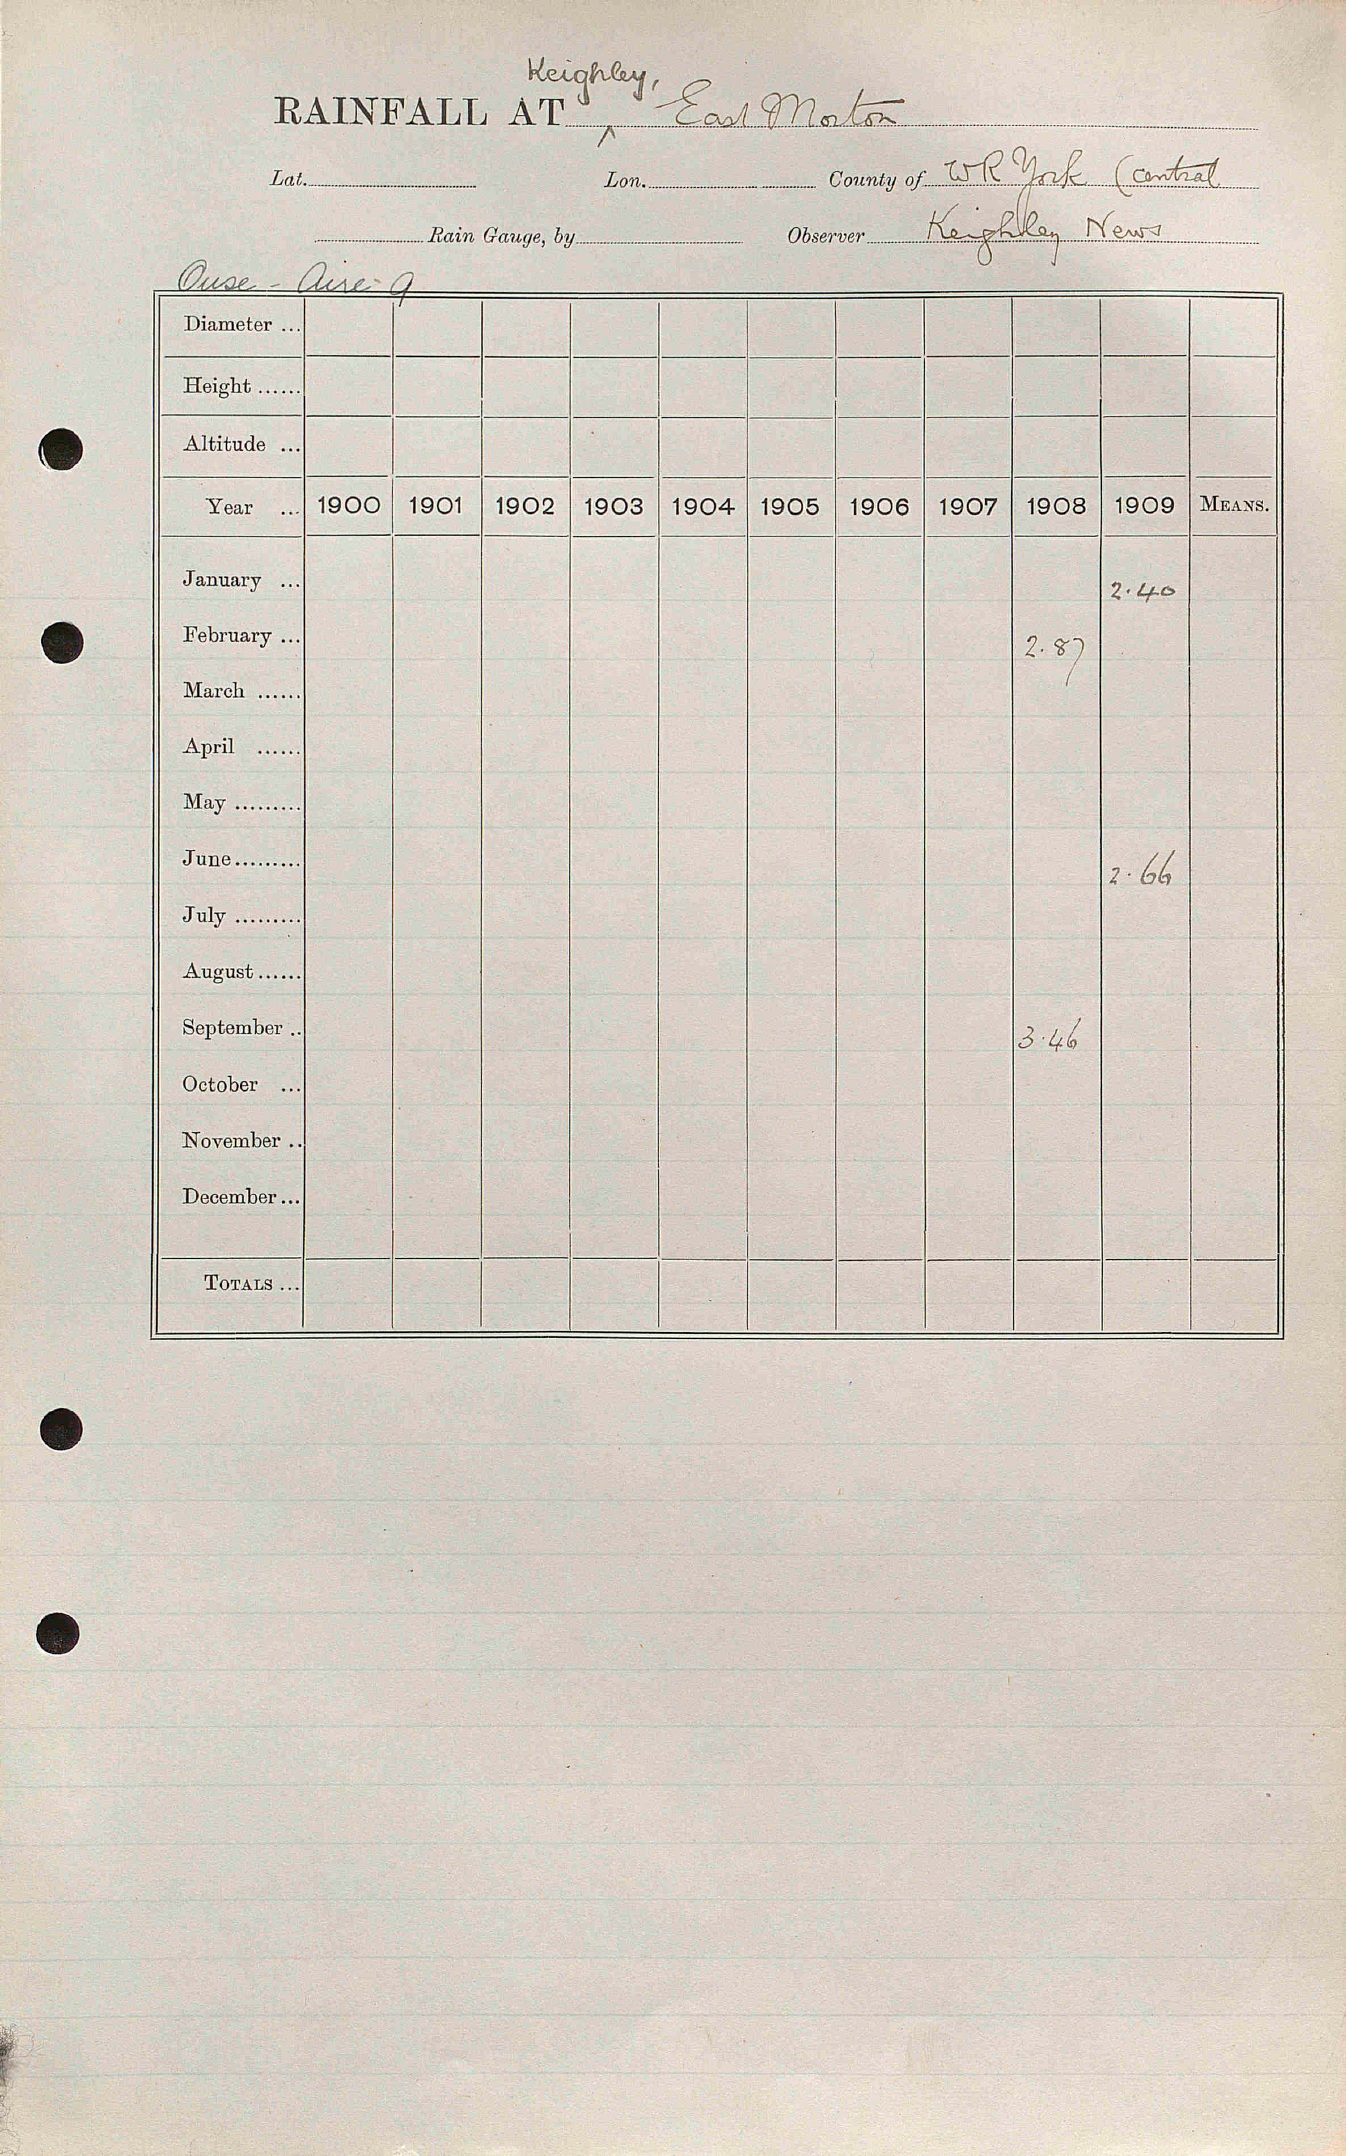 Keighley,
RAINFALL AT ^ East Morton
Lat. Lon. County of W R York (central
Rain Gauge, by Observer Keighley News
Ouse - Aire - 9
Diameter ...
Height ......
Altitude ...
Year ... 1900 1901 1902 1903 1904 1905 1906 1907 1908 1909 MEANS.
January ... 2.40
February ... 2.87
March ......
April ......
May .........
June......... 2.66
July .........
August......
September .. 3.46
October ...
November ..
December...
TOTALS ...